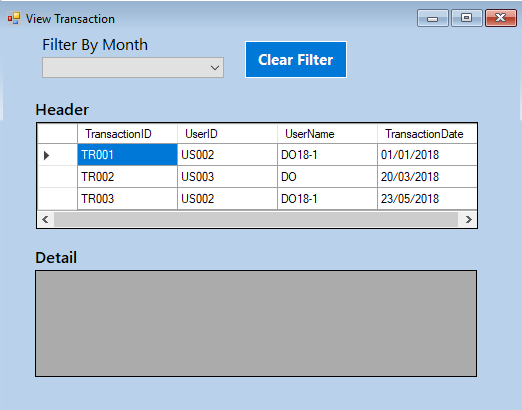 View Transaction
Filter By Month
Clear Filter
Header
TransactionID UserID UserName TransactionDate
TR001 US002 DO18-1 01/01/2018
TR002 US003 DO 20/03/2018
TR003 US002 DO18-1 23/05/2018
Detail